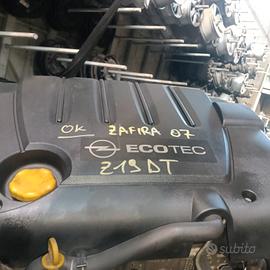 OK ZAFIRA 07
ECOTEC
Z19DT
subito